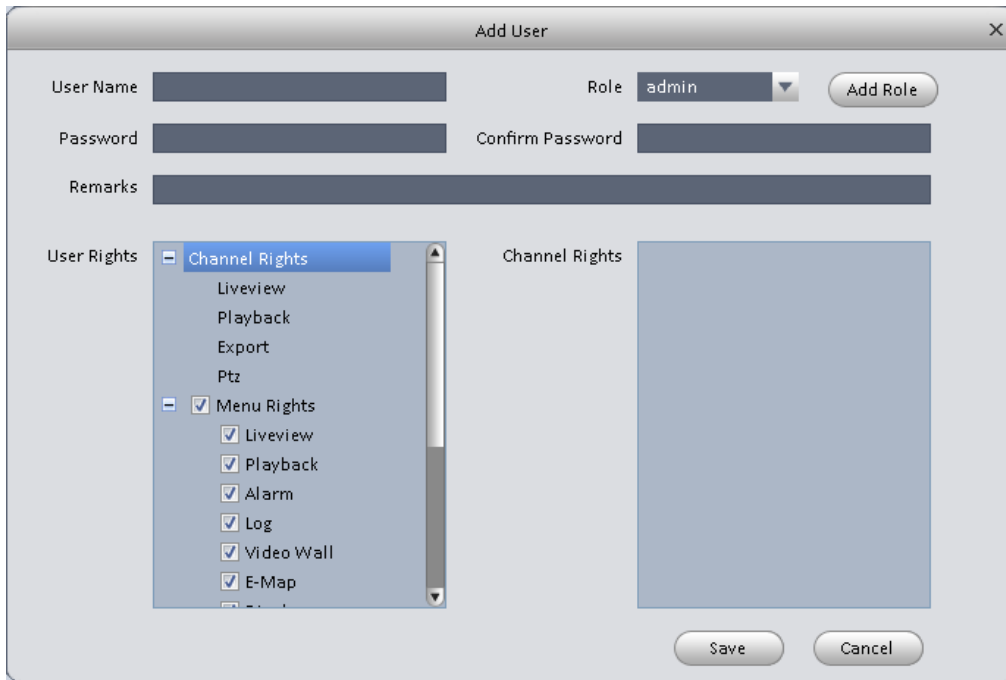 Add User
User Name
Role admin Add Role
Password
Confirm Password
Remarks
User Rights
Channel Rights
Liveview
Playback
Export
Ptz
Menu Rights
Liveview
Playback
Alarm
Log
Video Wall
E-Map
Channel Rights
Save
Cancel